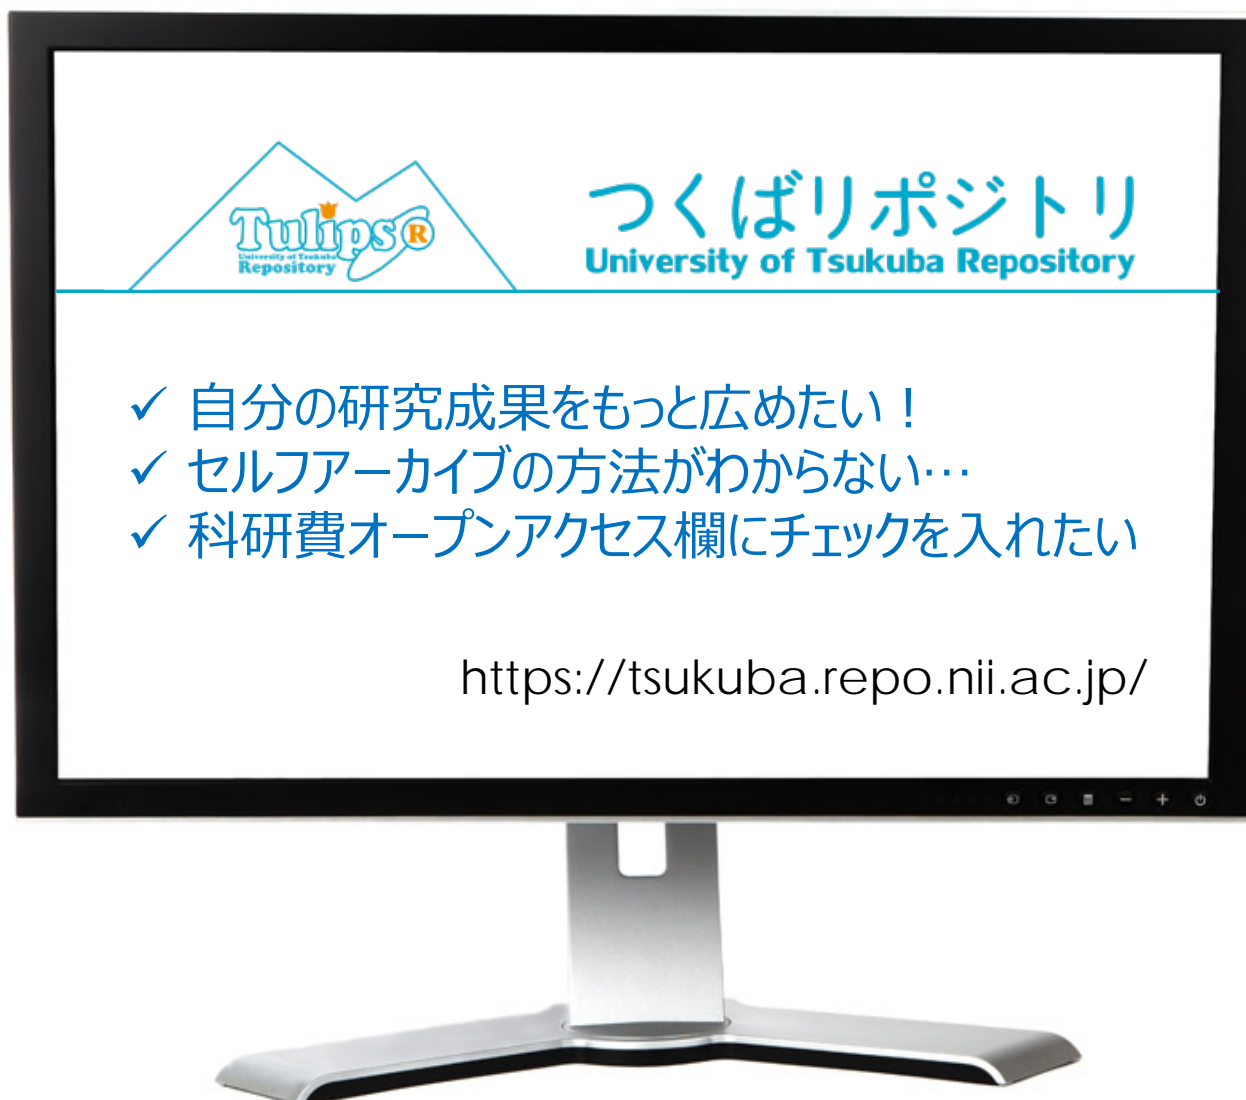 Tulips R
University of Tsukuba
Repository
つくばリポジトリ
University of Tsukuba Repository
✓ 自分の研究成果をもっと広めたい！
✓ セルフアーカイブの方法がわからない…
✓ 科研費オープンアクセス欄にチェックを入れたい
https://tsukuba.repo.nii.ac.jp/